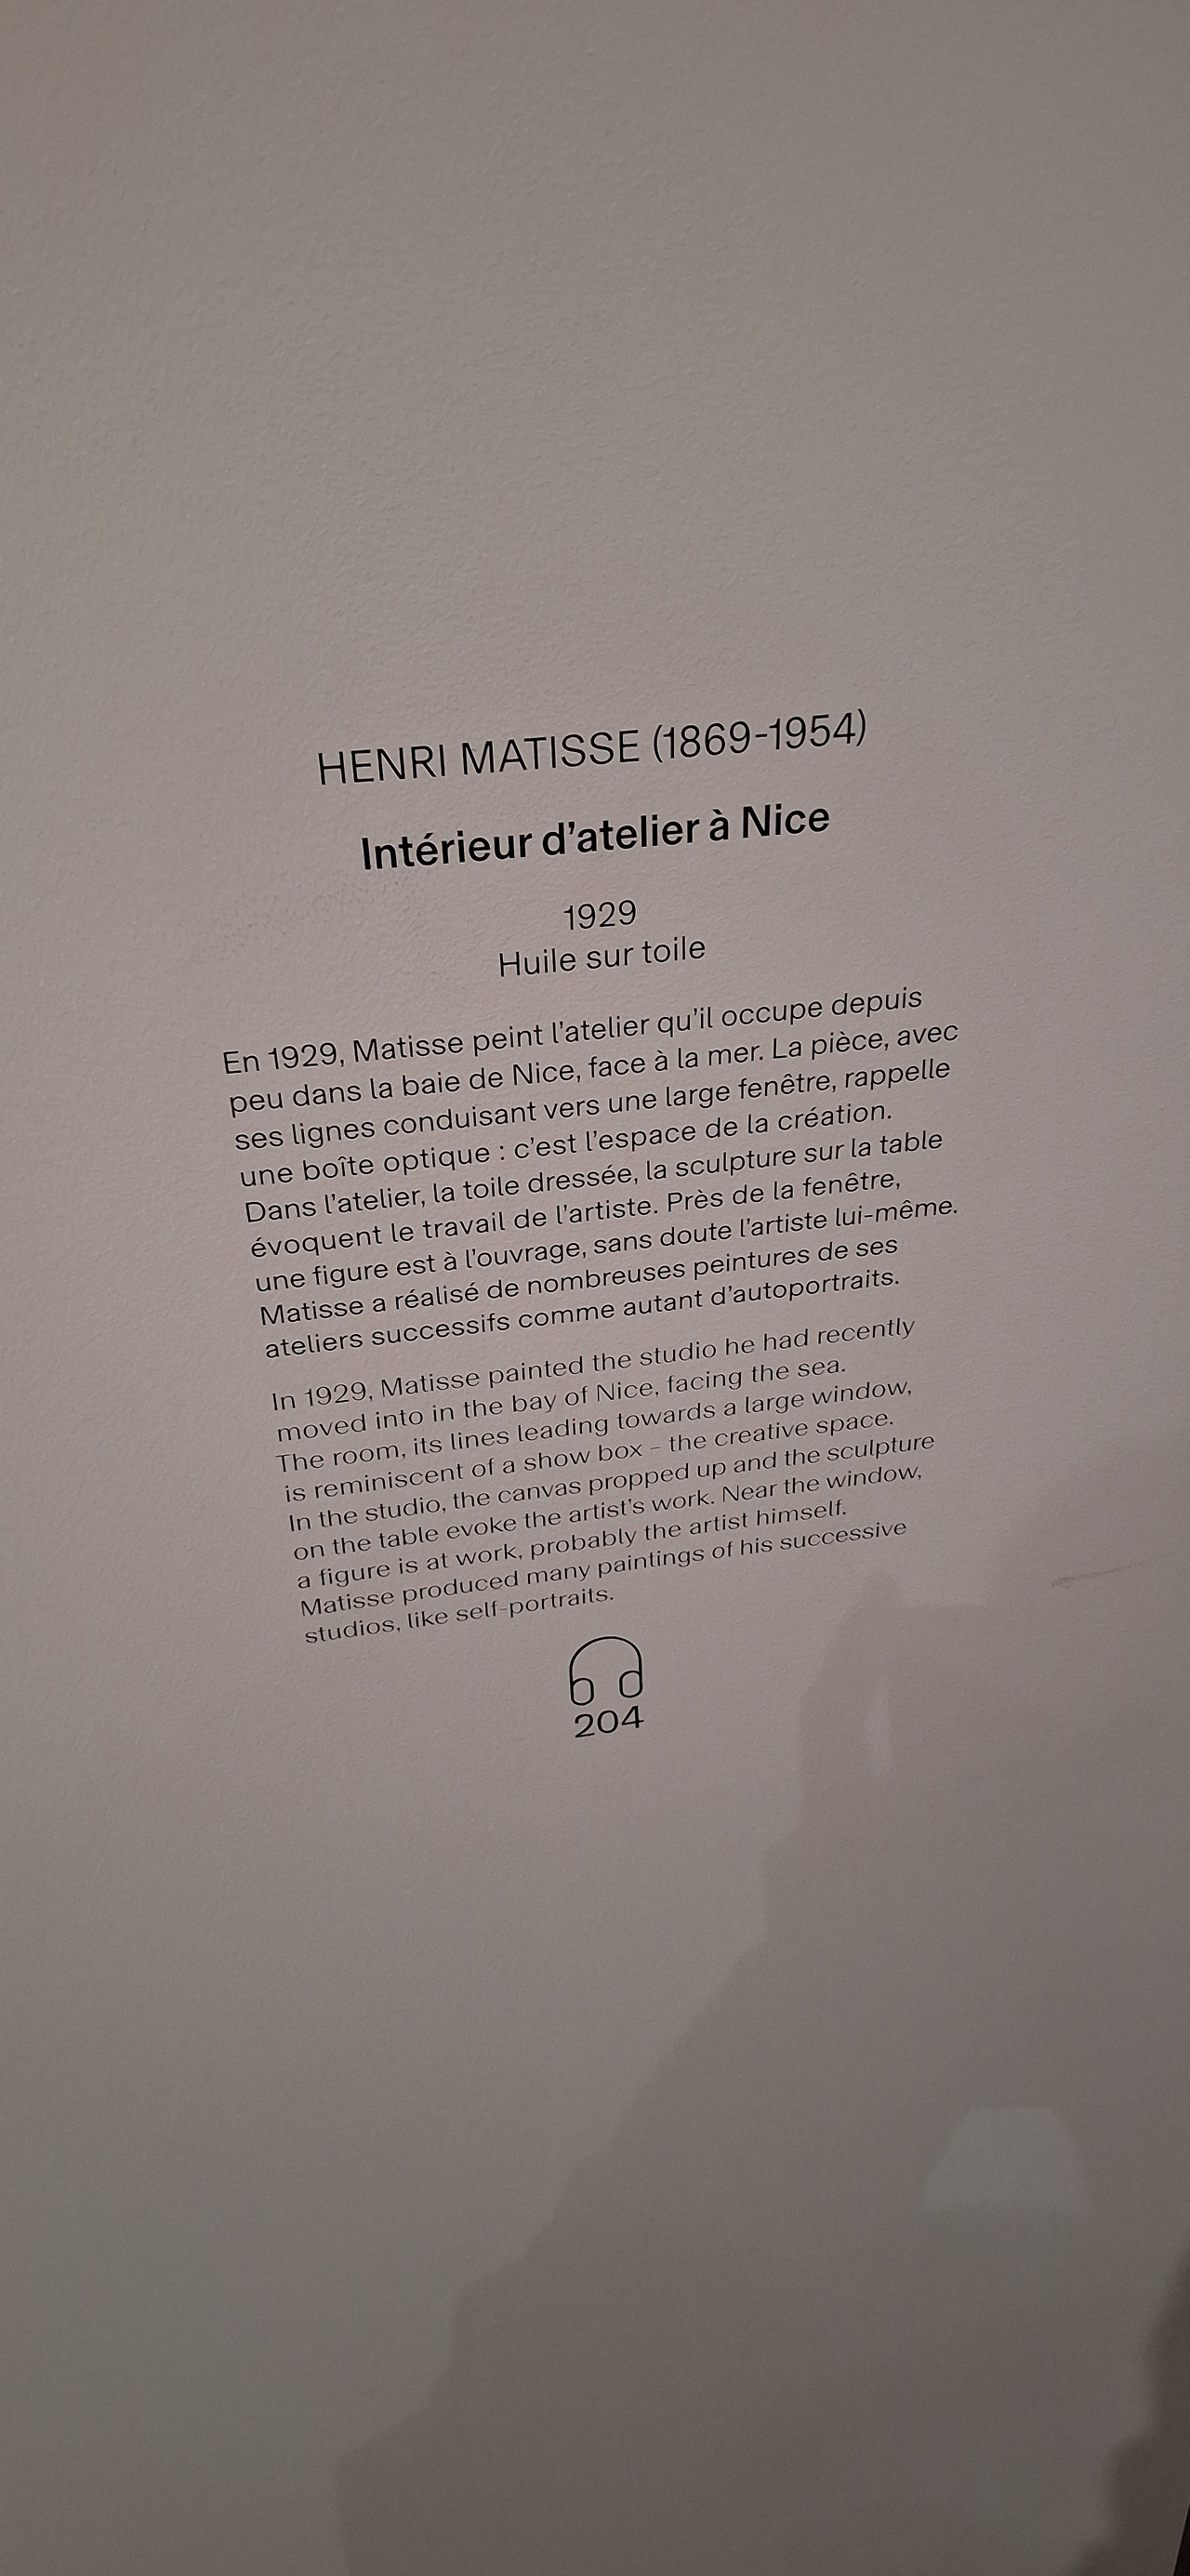 HENRI MATISSE (1869-1954)
Intérieur d'atelier à Nice
1929
Huile sur toile
En 1929, Matisse peint l'atelier qu'il occupe depuis
peu dans la baie de Nice, face à la mer. La pièce, avec
ses lignes conduisant vers une large fenêtre, rappelle
une boîte optique : c'est l'espace de la création.
Dans l'atelier, la toile dressée, la sculpture sur la table
évoquent le travail de l'artiste. Près de la fenêtre,
une figure est à l'ouvrage, sans doute l'artiste lui-même.
Matisse a réalisé de nombreuses peintures de ses
ateliers successifs comme autant d'autoportraits.
In 1929, Matisse painted the studio he had recently
moved into in the bay of Nice, facing the sea.
The room, its lines leading towards a large window,
is reminiscent of a show box – the creative space.
In the studio, the canvas propped up and the sculpture
on the table evoke the artist's work. Near the window,
a figure is at work, probably the artist himself.
Matisse produced many paintings of his successive
studios, like self-portraits.
204